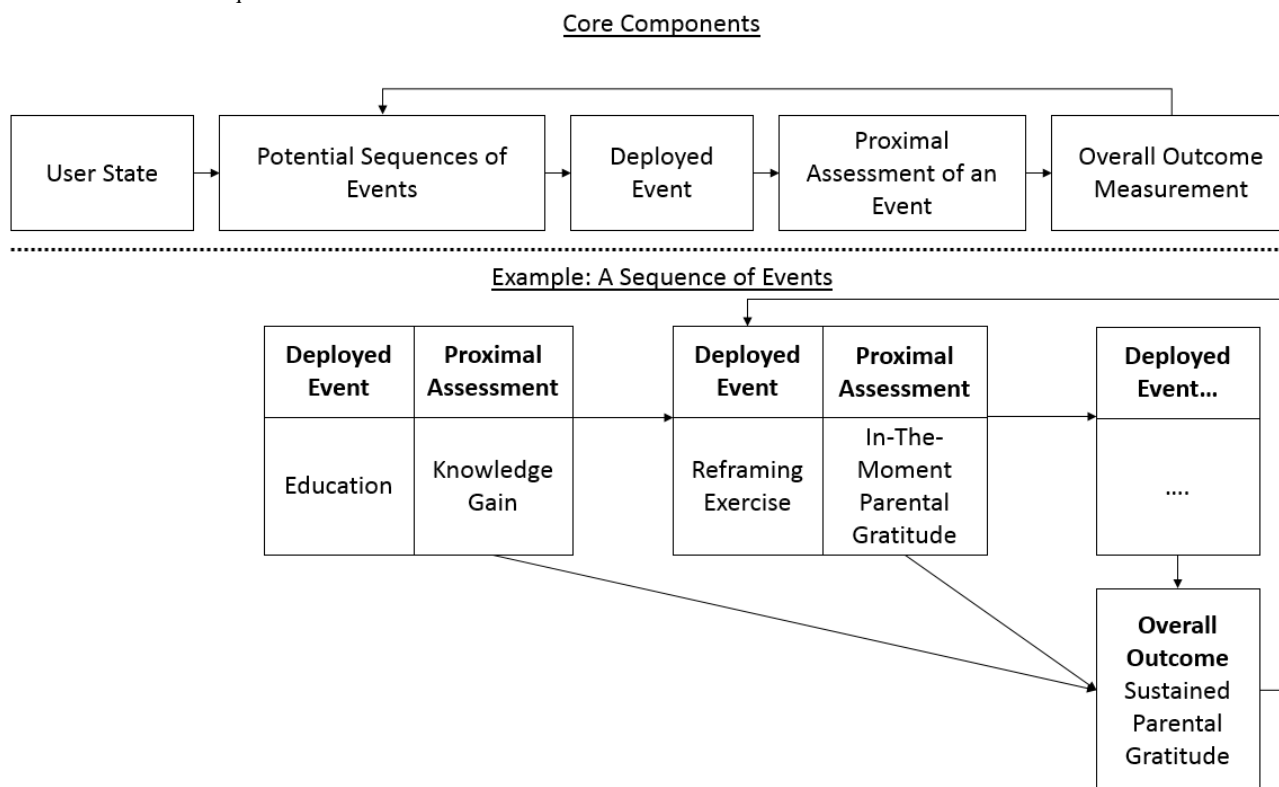 Core Components
User State
Potential Sequences of
Events
Deployed
Event
Proximal
Assessment of an
Event
Overall Outcome
Measurement
Example: A Sequence of Events
Deployed
Event
Proximal
Assessment
Education
Knowledge
Gain
Deployed
Event
Proximal
Assessment
Reframing
Exercise
In-The-
Moment
Parental
Gratitude
Deployed
Event...
....
Overall
Outcome
Sustained
Parental
Gratitude